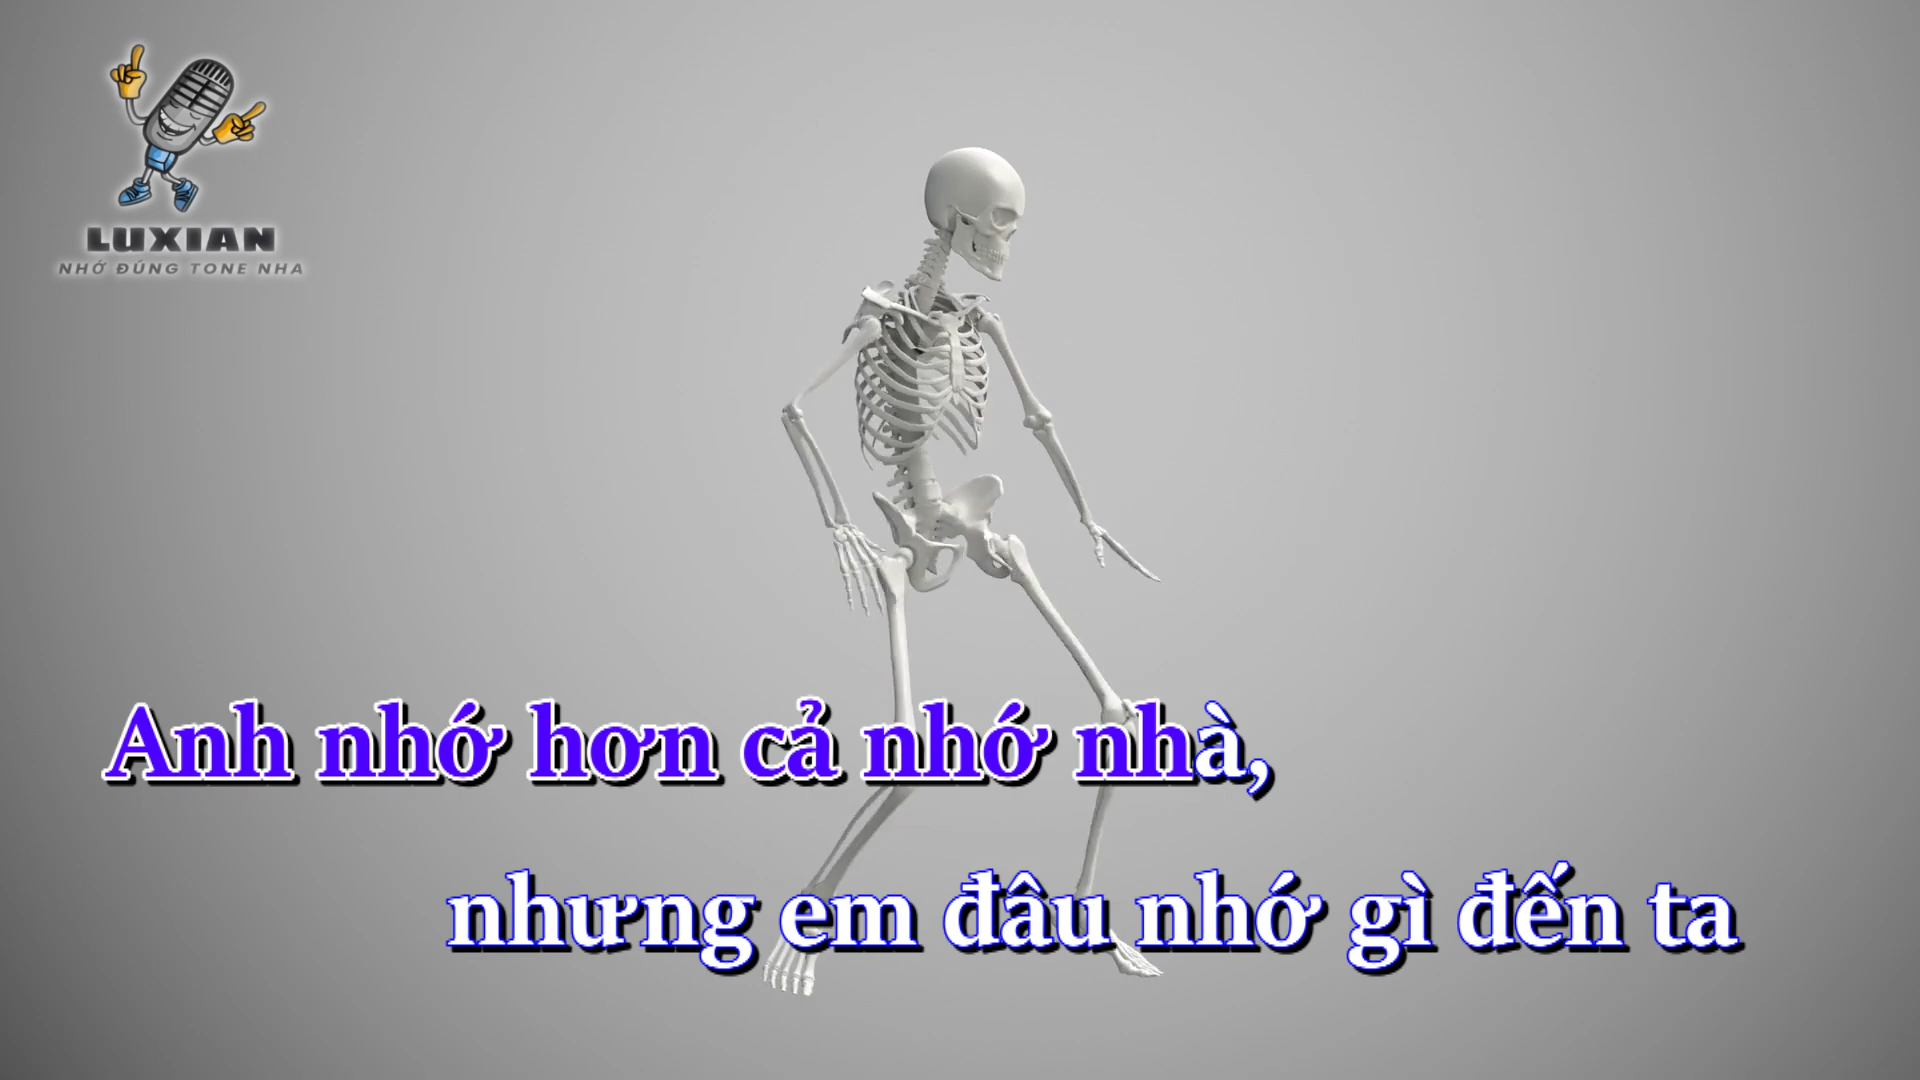 LUXIAN
NHỚ ĐÚNG TONE NHA
Anh nhớ hơn cả nhớ nhà,
nhưng em đâu nhớ gì đến ta